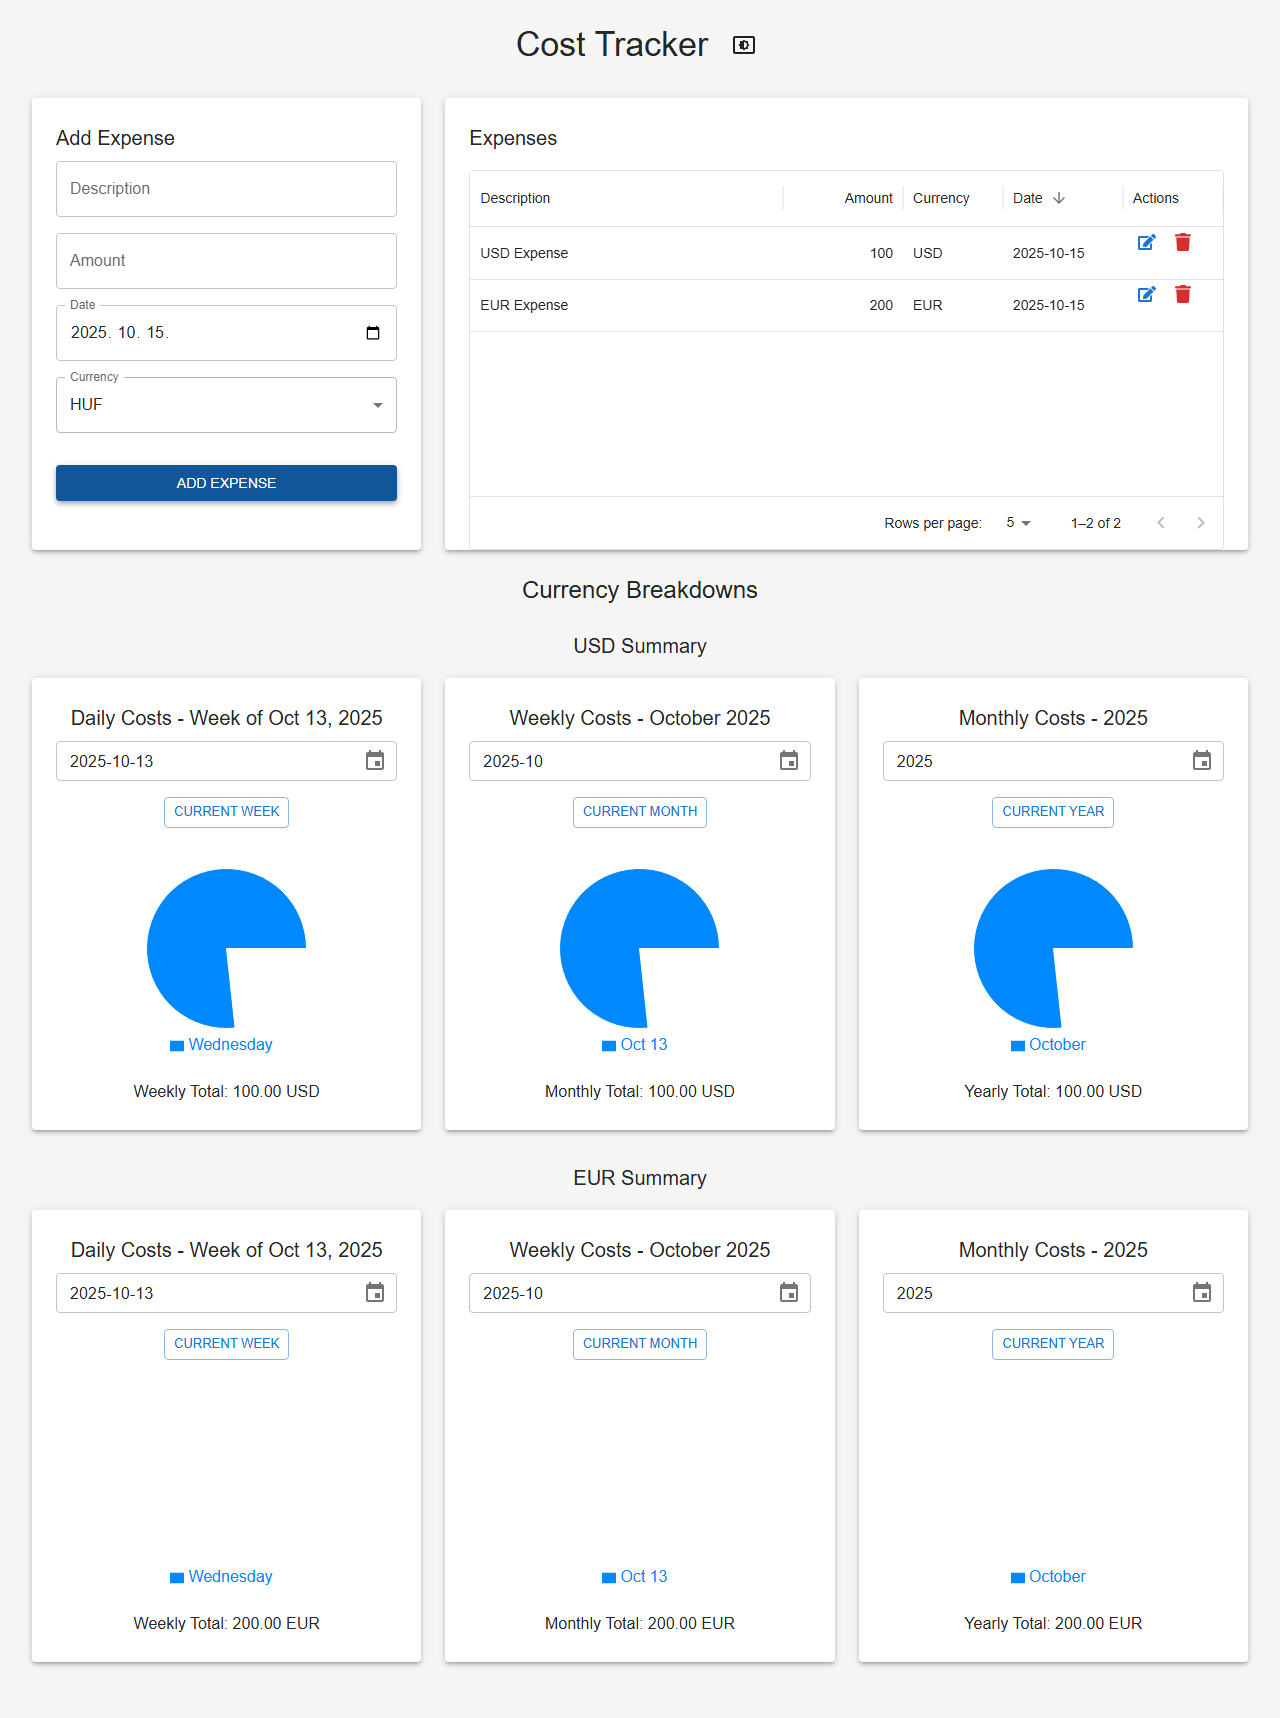 Cost Tracker
Add Expense
Description
Amount
Date
2025. 10. 15.
Currency
HUF
ADD EXPENSE
Expenses
Description Amount Currency Date Actions
USD Expense 100 USD 2025-10-15
EUR Expense 200 EUR 2025-10-15
Rows per page: 5 1–2 of 2
Currency Breakdowns
USD Summary
Daily Costs - Week of Oct 13, 2025
2025-10-13
CURRENT WEEK
Wednesday
Weekly Total: 100.00 USD
Weekly Costs - October 2025
2025-10
CURRENT MONTH
Oct 13
Monthly Total: 100.00 USD
Monthly Costs - 2025
2025
CURRENT YEAR
October
Yearly Total: 100.00 USD
EUR Summary
Daily Costs - Week of Oct 13, 2025
2025-10-13
CURRENT WEEK
Wednesday
Weekly Total: 200.00 EUR
Weekly Costs - October 2025
2025-10
CURRENT MONTH
Oct 13
Monthly Total: 200.00 EUR
Monthly Costs - 2025
2025
CURRENT YEAR
October
Yearly Total: 200.00 EUR